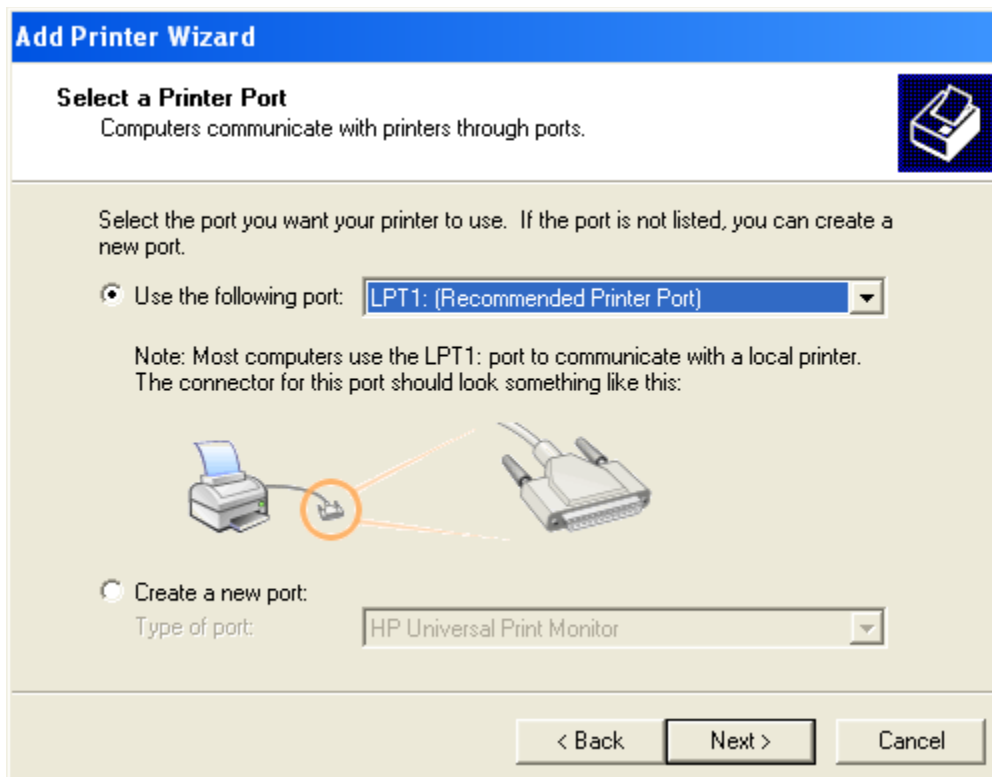 Add Printer Wizard
Select a Printer Port
Computers communicate with printers through ports.
Select the port you want your printer to use.  If the port is not listed, you can create a
new port.
Use the following port: LPT1: (Recommended Printer Port)
Note: Most computers use the LPT1: port to communicate with a local printer.
The connector for this port should look something like this:
Create a new port:
Type of port: HP Universal Print Monitor
< Back Next > Cancel